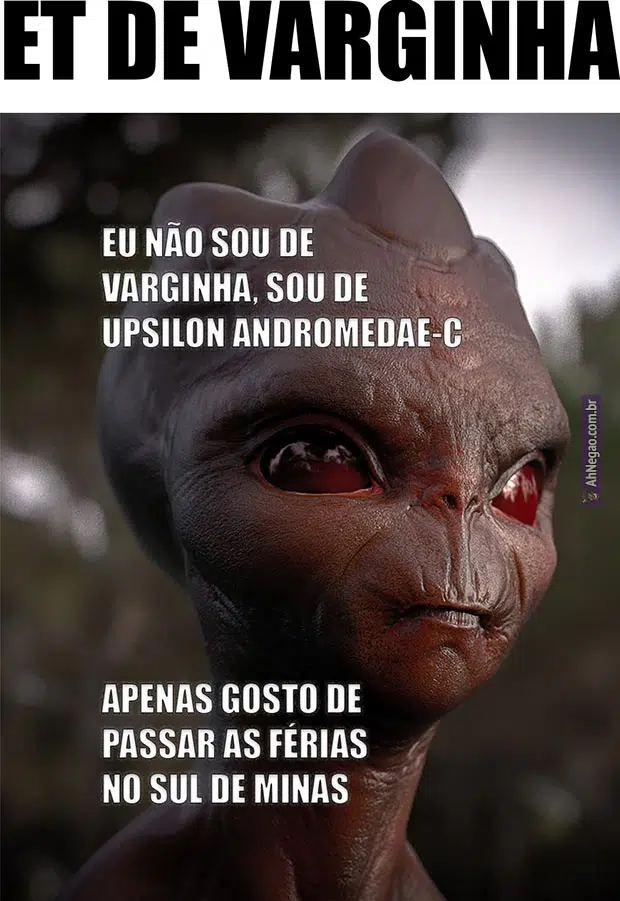 ET DE VARGINHA
EU NÃO SOU DE
VARGINHA, SOU DE
UPSILON ANDROMEDAE-C
AhNegao.com.br
APENAS GOSTO DE
PASSAR AS FÉRIAS
NO SUL DE MINAS